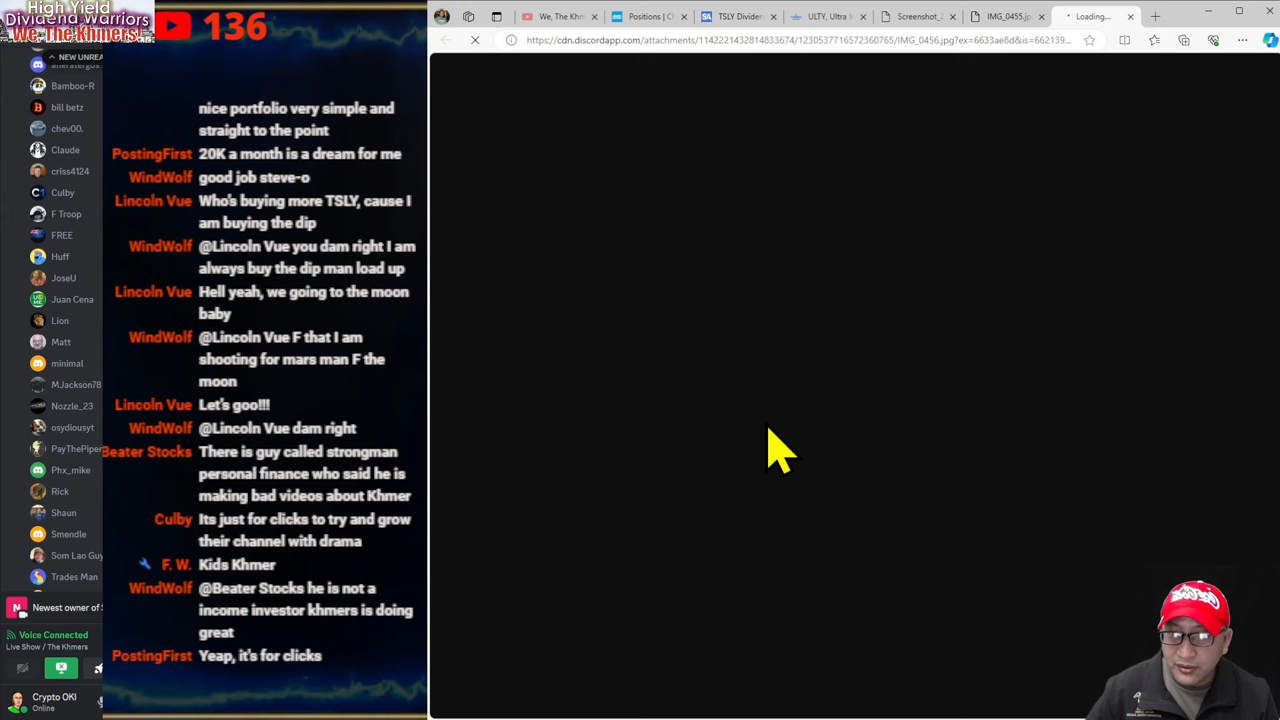 High Yield
Dividend Warriors
We, The Khmers!
136
NEW UNREA
Bamboo-R
bill betz
chev00.
Claude
criss4124
Culby
F Troop
FREE
Huff
JoseU
Juan Cena
Lion
Matt
minimal
MJackson78
Nozzle_23
osydiousyt
PayThePiper
Phx_mike
Rick
Shaun
Smendle
Som Lao Guy
Trades Man
Newest owner of S
Voice Connected
Live Show / The Khmers
Crypto OKI
Online
nice portfolio very simple and
straight to the point
PostingFirst 20K a month is a dream for me
WindWolf good job steve-o
Lincoln Vue Who's buying more TSLY, cause I
am buying the dip
WindWolf @Lincoln Vue you dam right I am
always buy the dip man load up
Lincoln Vue Hell yeah, we going to the moon
baby
WindWolf @Lincoln Vue F that I am
shooting for mars man F the
moon
Lincoln Vue Let's goo!!!
WindWolf @Lincoln Vue dam right
Beater Stocks There is guy called strongman
personal finance who said he is
making bad videos about Khmer
Culby Its just for clicks to try and grow
their channel with drama
F. W. Kids Khmer
WindWolf @Beater Stocks he is not a
income investor khmers is doing
great
PostingFirst Yeap, it's for clicks
We, The Khm
Positions | Ch
TSLY Dividen
ULTY, Ultra I
Screenshot_2
IMG_0455.jp
Loading...
https://cdn.discordapp.com/attachments/1142221432814833674/1230537716572360765/IMG_0456.jpg?ex=6633ae8d&is=662139...